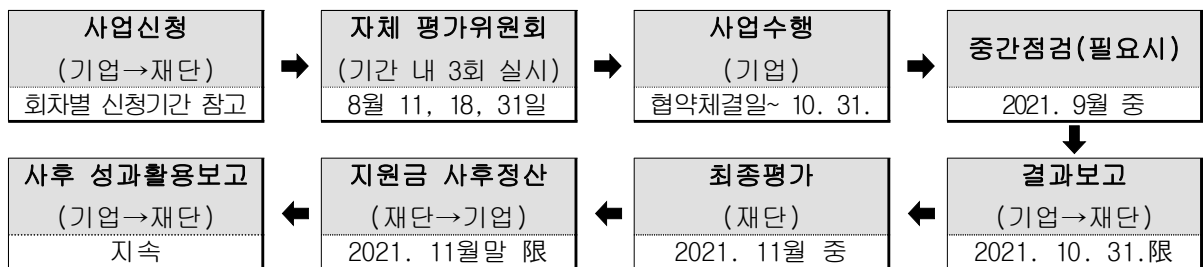 사업신청
(기업→재단)
회차별 신청기간 참고
자체 평가위원회
(기간 내 3회 실시)
8월 11, 18, 31일
사업수행
(기업)
협약체결일~ 10. 31.
중간점검(필요시)
2021. 9월 중
결과보고
(기업→재단)
2021. 10. 31.限
최종평가
(재단)
2021. 11월 중
지원금 사후정산
(재단→기업)
2021. 11월말 限
사후 성과활용보고
(기업→재단)
지속